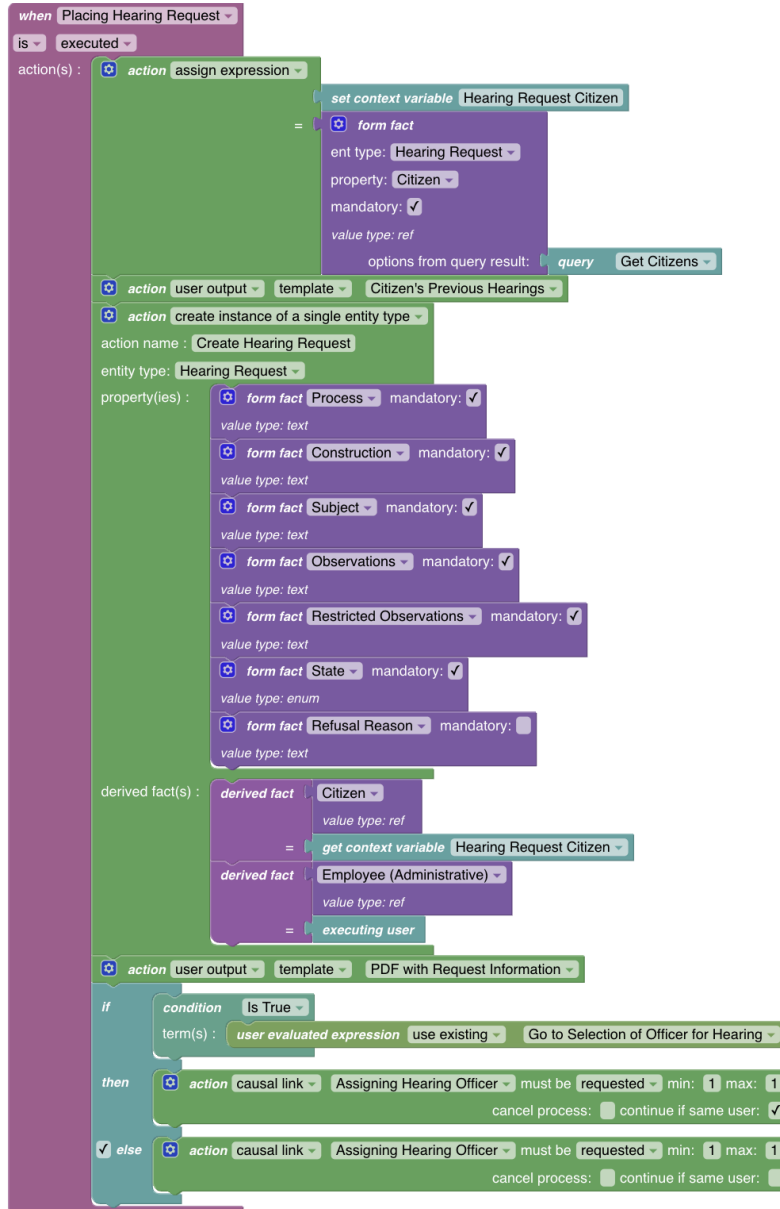 when Placing Hearing Request
is executed
action(s) : action assign expression
set context variable Hearing Request Citizen
= form fact
ent type: Hearing Request
property: Citizen
mandatory: ✓
value type: ref
options from query result: query Get Citizens
action user output template Citizen's Previous Hearings
action create instance of a single entity type
action name : Create Hearing Request
entity type: Hearing Request
property(ies) : form fact Process mandatory: ✓
value type: text
form fact Construction mandatory: ✓
value type: text
form fact Subject mandatory: ✓
value type: text
form fact Observations mandatory: ✓
value type: text
form fact Restricted Observations mandatory: ✓
value type: text
form fact State mandatory: ✓
value type: enum
form fact Refusal Reason mandatory:
value type: text
derived fact(s) : derived fact Citizen
value type: ref
= get context variable Hearing Request Citizen
derived fact Employee (Administrative)
value type: ref
= executing user
action user output template PDF with Request Information
if condition Is True
term(s) : user evaluated expression use existing Go to Selection of Officer for Hearing
then action causal link Assigning Hearing Officer must be requested min: 1 max: 1
cancel process: continue if same user: ✓
✓ else action causal link Assigning Hearing Officer must be requested min: 1 max: 1
cancel process: continue if same user: